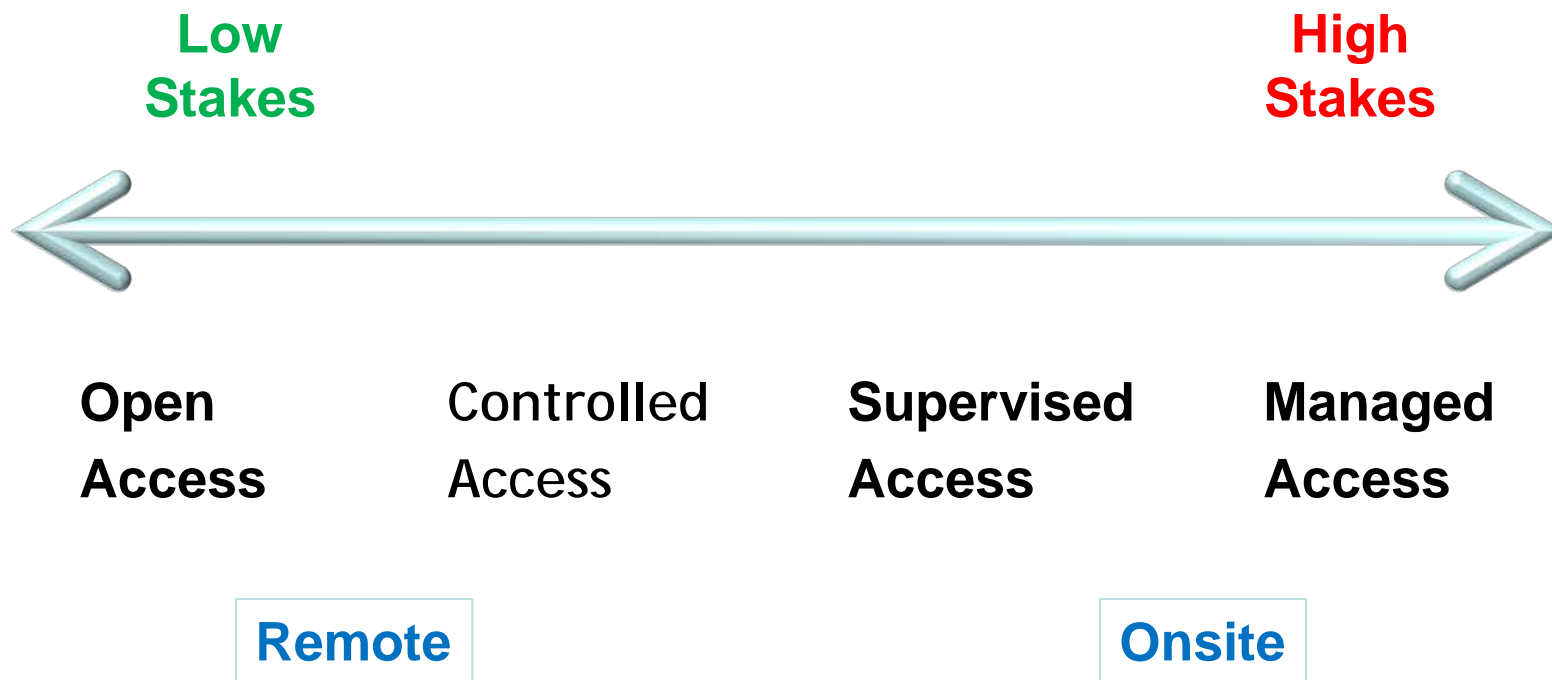 Low
Stakes
High
Stakes
Open
Access
Controlled
Access
Supervised
Access
Managed
Access
Remote
Onsite